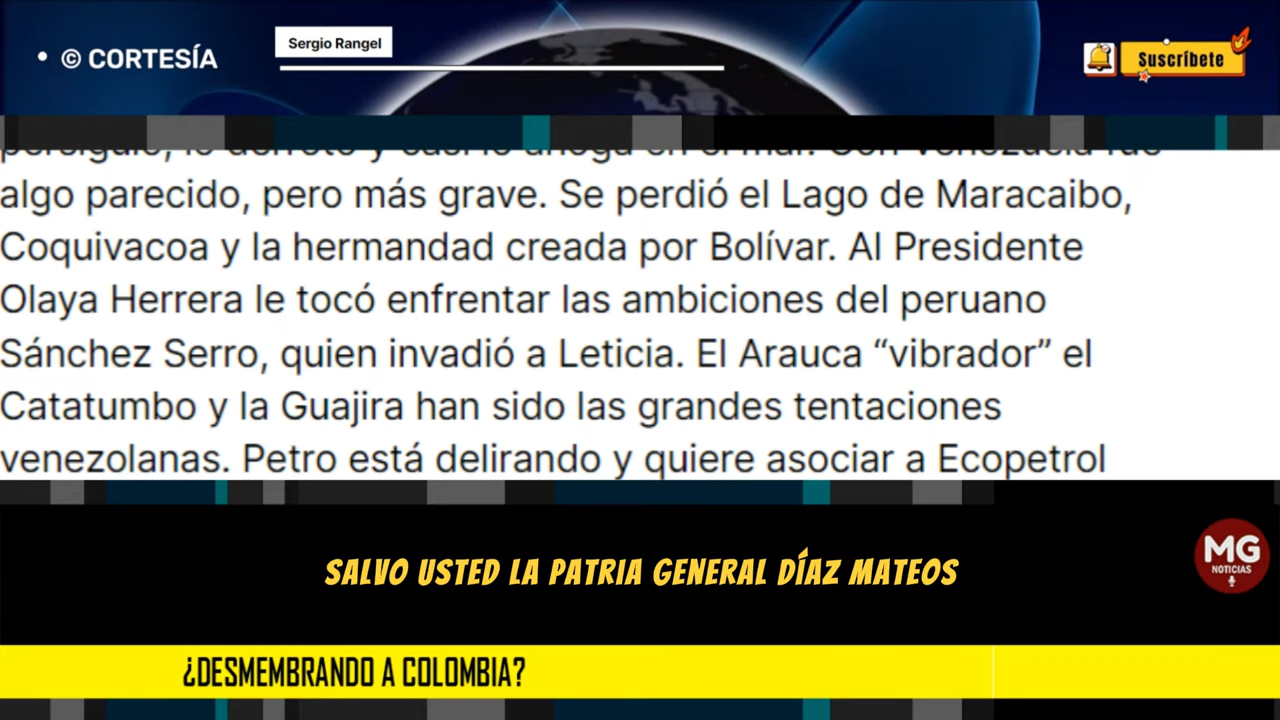 • © CORTESÍA
Sergio Rangel
Suscríbete
algo parecido, pero más grave. Se perdió el Lago de Maracaibo,
Coquivacoa y la hermandad creada por Bolívar. Al Presidente
Olaya Herrera le tocó enfrentar las ambiciones del peruano
Sánchez Serro, quien invadió a Leticia. El Arauca “vibrador” el
Catatumbo y la Guajira han sido las grandes tentaciones
venezolanas. Petro está delirando y quiere asociar a Ecopetrol
SALVO USTED LA PATRIA GENERAL DÍAZ MATEOS
MG
NOTICIAS
¿DESMEMBRANDO A COLOMBIA?